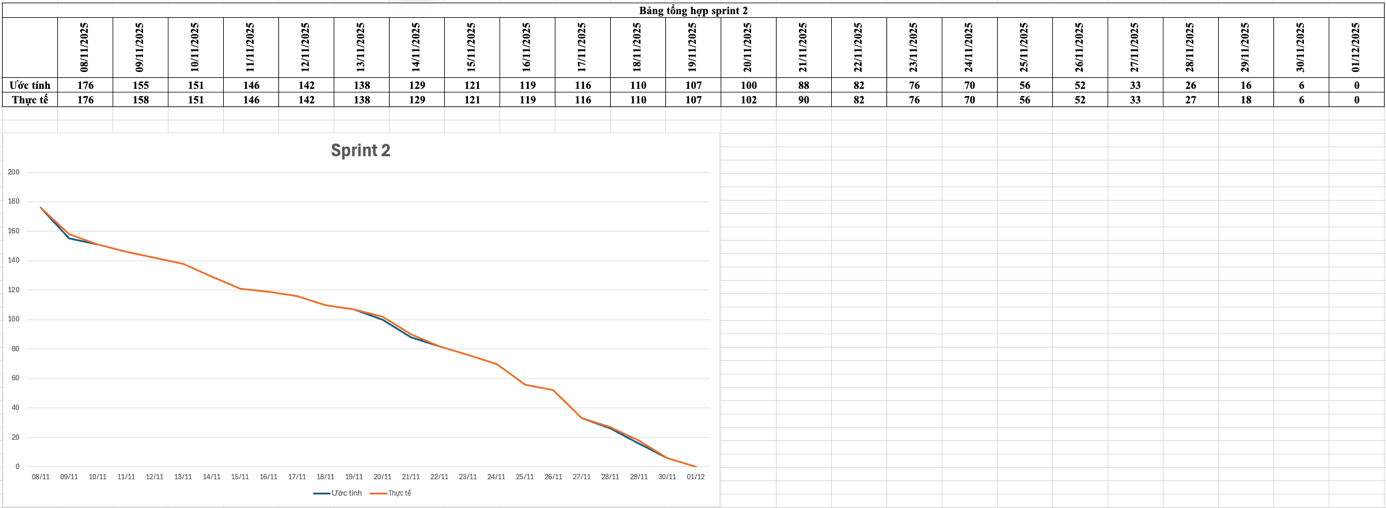 Bảng tổng hợp sprint 2
08/11/2025 09/11/2025 10/11/2025 11/11/2025 12/11/2025 13/11/2025 14/11/2025 15/11/2025 16/11/2025 17/11/2025 18/11/2025 19/11/2025 20/11/2025 21/11/2025 22/11/2025 23/11/2025 24/11/2025 25/11/2025 26/11/2025 27/11/2025 28/11/2025 29/11/2025 30/11/2025 01/12/2025
Ước tính 176 155 151 146 142 138 129 121 119 116 110 107 100 88 82 76 70 56 52 33 26 16 6 0
Thực tế 176 158 151 146 142 138 129 121 119 116 110 107 102 90 82 76 70 56 52 33 27 18 6 0
Sprint 2
200
180
160
140
120
100
80
60
40
20
0
08/11 09/11 10/11 11/11 12/11 13/11 14/11 15/11 16/11 17/11 18/11 19/11 20/11 21/11 22/11 23/11 24/11 25/11 26/11 27/11 28/11 29/11 30/11 01/12
Ước tính Thực tế